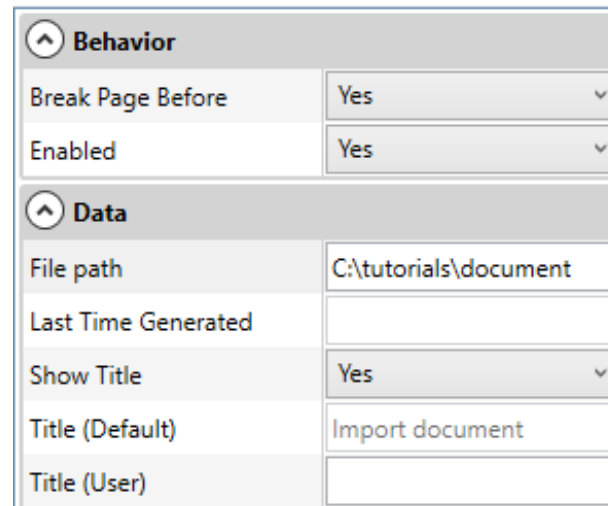 Behavior
Break Page Before Yes
Enabled Yes
Data
File path C:\tutorials\document
Last Time Generated
Show Title Yes
Title (Default) Import document
Title (User)